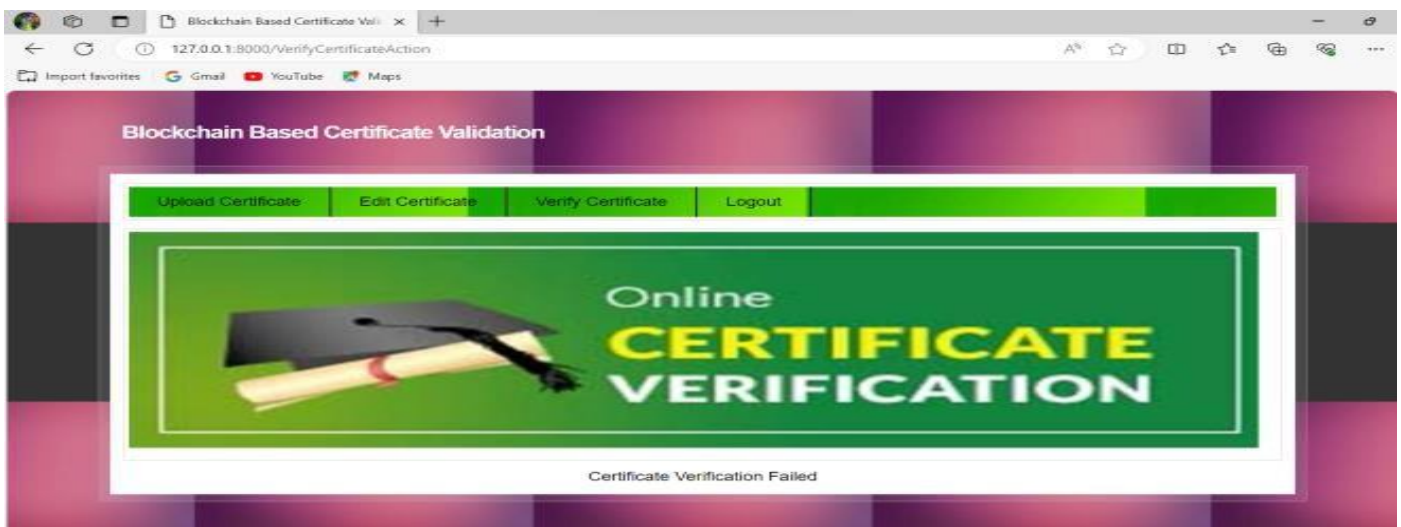 Blockchain Based Certificate Vali
127.0.0.1:8000/VerifyCertificateAction
Import favorites Gmail YouTube Maps
Blockchain Based Certificate Validation
Upload Certificate Edit Certificate Verify Certificate Logout
Online
CERTIFICATE
VERIFICATION
Certificate Verification Failed